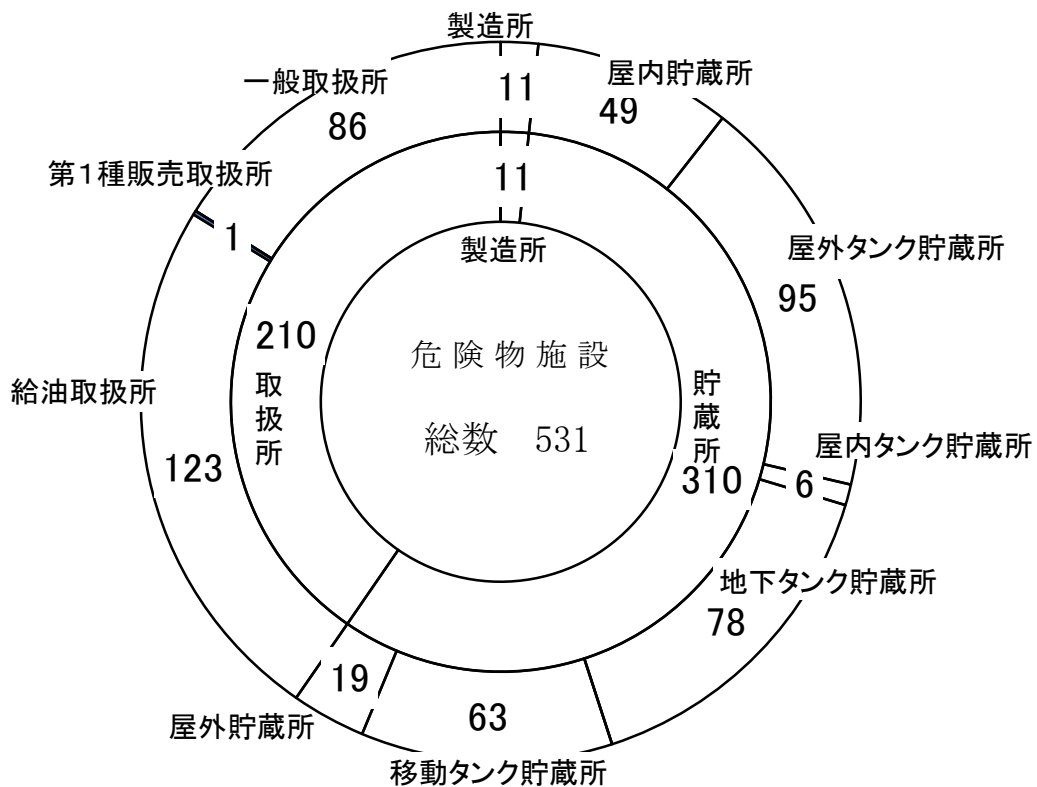 製造所
11
屋内貯蔵所
49
屋外タンク貯蔵所
95
屋内タンク貯蔵所
6
地下タンク貯蔵所
78
移動タンク貯蔵所
63
屋外貯蔵所
19
給油取扱所
123
第1種販売取扱所
1
一般取扱所
86
11
製造所
貯蔵所
310
210
取扱所
危険物施設
総数 531